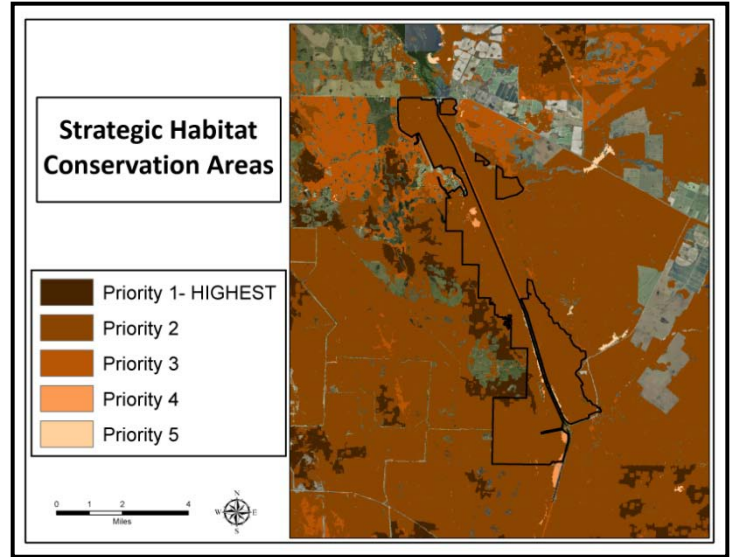 Strategic Habitat
Conservation Areas
Priority 1- HIGHEST
Priority 2
Priority 3
Priority 4
Priority 5
0 1 2 4
Miles
N
W E
S